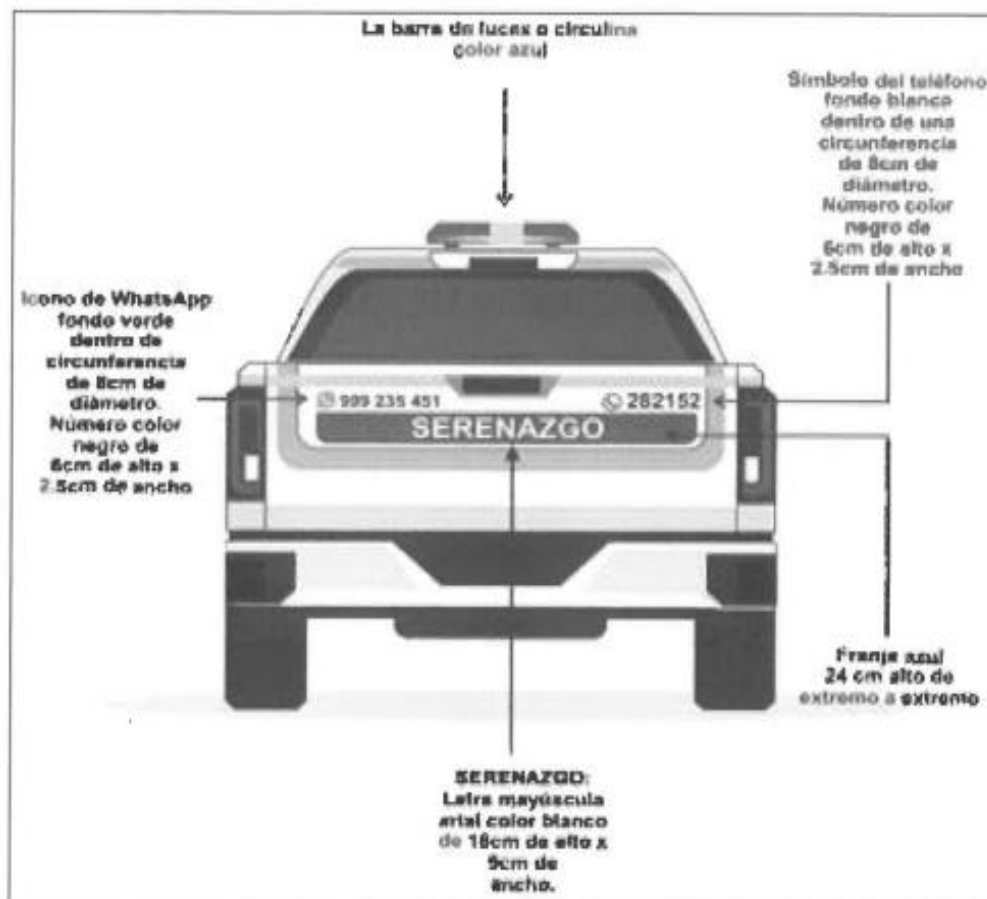 La barra de luces o circulina
color azul
Símbolo del teléfono
fondo blanco
dentro de una
circunferencia
de 8cm de
diámetro.
Número color
negro de
6cm de alto x
2.5cm de ancho
Icono de WhatsApp
fondo verde
dentro de
circunferencia
de 8cm de
diámetro.
Número color
negro de
6cm de alto x
2.5cm de ancho
999 235 451
282152
SERENAZGO
Franja azul
24 cm alto de
extremo a extremo
SERENAZGO:
Letra mayúscula
arial color blanco
de 18cm de alto x
9cm de
ancho.